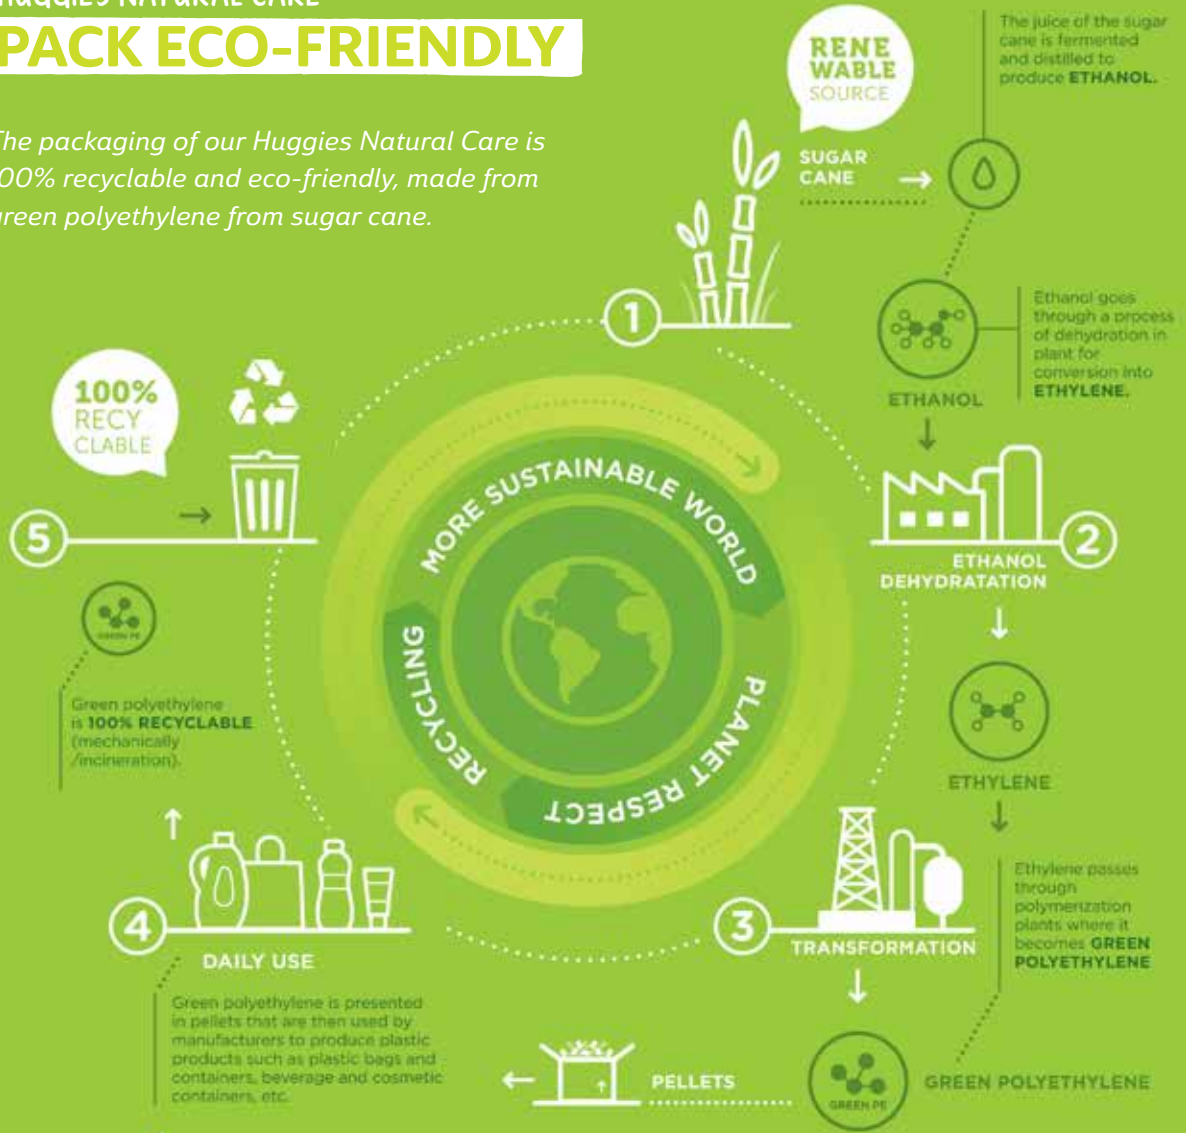 HUGGIES NATURAL CARE
PACK ECO-FRIENDLY
The packaging of our Huggies Natural Care is
100% recyclable and eco-friendly, made from
green polyethylene from sugar cane.
RENE
WABLE
SOURCE
The juice of the sugar
cane is fermented
and distilled to
produce ETHANOL.
SUGAR
CANE
1
Ethanol goes
through a process
of dehydration in
plant for
conversion into
ETHYLENE.
ETHANOL
2
ETHANOL
DEHYDRATATION
ETHYLENE
Ethylene passes
through
polymerization
plants where it
becomes GREEN
POLYETHYLENE
3
TRANSFORMATION
GREEN PE
GREEN POLYETHYLENE
PELLETS
4
DAILY USE
Green polyethylene is presented
in pellets that are then used by
manufacturers to produce plastic
products such as plastic bags and
containers, beverage and cosmetic
containers, etc.
5
100%
RECY
CLABLE
GREEN PE
Green polyethylene
is 100% RECYCLABLE
(mechanically
/incineration).
MORE SUSTAINABLE WORLD
PLANET RESPECT
RECYCLING